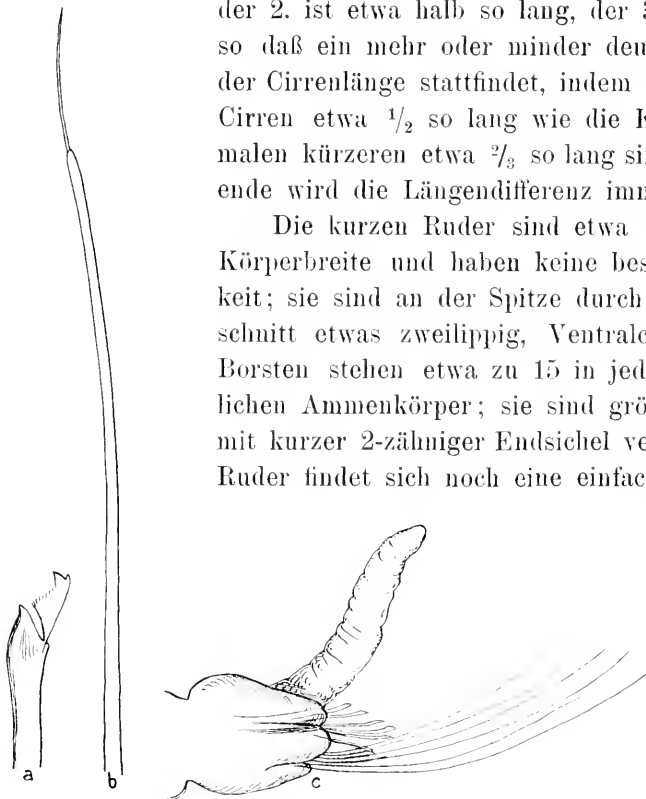 der 2. ist etwa halb so lang, der
so daß ein mehr oder minder deu
der Cirrenlänge stattfindet, indem
Cirren etwa 1/2 so lang wie die K
malen kürzeren etwa 2/3 so lang si
ende wird die Längendifferenz imm
Die kurzen Ruder sind etwa
Körperbreite und haben keine bes
keit; sie sind an der Spitze durch
schnitt etwas zweilippig, Ventralc
Borsten stehen etwa zu 15 in jed
lichen Ammenkörper; sie sind grö
mit kurzer 2-zähniger Endsichel ve
Ruder findet sich noch eine einfac
a b c